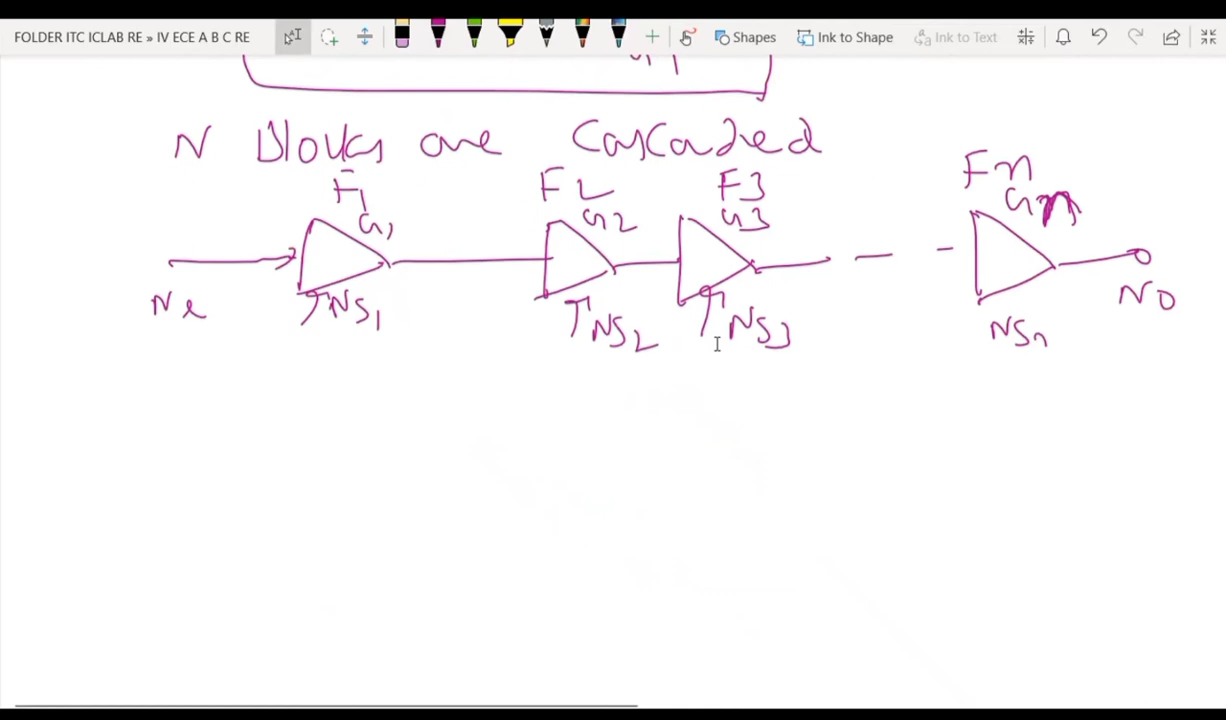 FOLDER ITC ICLAB RE » IV ECE A B C RE Shapes Ink to Shape Ink to Text
N Blocks are Cascaded
F1 F2 F3 Fn
G1 G2 G3 Gn
NS1 NS2 NS3 NSn No